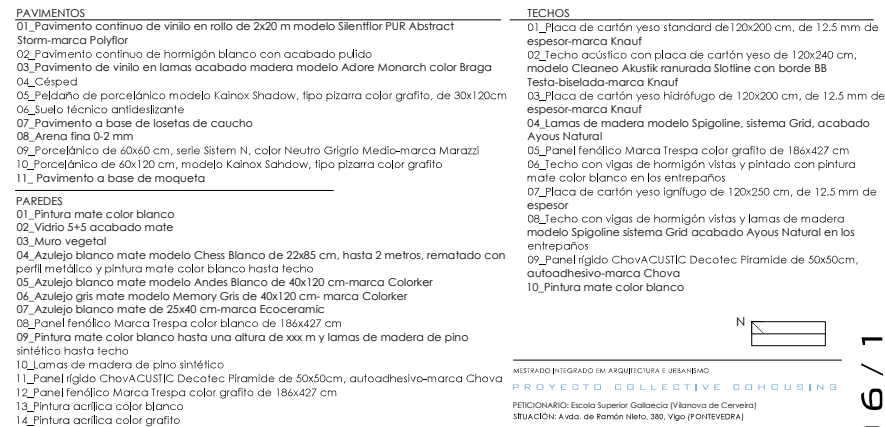 PAVIMENTOS
01_Pavimento continuo de vinilo en rollo de 2x20 m modelo Silentflor PUR Abstract
Storm-marca Polyflor
02_Pavimento continuo de hormigón blanco con acabado pulido
03_Pavimento de vinilo en lamas acabado madera modelo Adore Monarch color Braga
04_Césped
05_Peldaño de porcelánico modelo Kainox Shadow, tipo pizarra color grafito, de 30x120cm
06_Suelo técnico antideslizante
07_Pavimento a base de losetas de caucho
08_Arena fina 0-2 mm
09_Porcelánico de 60x60 cm, serie Sistem N, color Neutro Grigrio Medio-marca Marazzi
10_Porcelánico de 60x120 cm, modelo Kainox Sahdow, tipo pizarra color grafito
11_ Pavimento a base de moqueta
PAREDES
01_Pintura mate color blanco
02_Vidrio 5+5 acabado mate
03_Muro vegetal
04_Azulejo blanco mate modelo Chess Blanco de 22x85 cm, hasta 2 metros, rematado con
perfil metálico y pintura mate color blanco hasta techo
05_Azulejo blanco mate modelo Andes Blanco de 40x120 cm-marca Colorker
06_Azulejo gris mate modelo Memory Gris de 40x120 cm- marca Colorker
07_Azulejo blanco mate de 25x40 cm-marca Ecoceramic
08_Panel fenólico Marca Trespa color blanco de 186x427 cm
09_Pintura mate color blanco hasta una altura de xxx m y lamas de madera de pino
sintético hasta techo
10_Lamas de madera de pino sintético
11_Panel rígido ChovACUSTIC Decotec Piramide de 50x50cm, autoadhesivo-marca Chova
12_Panel fenólico Marca Trespa color grafito de 186x427 cm
13_Pintura acrílica color blanco
14_Pintura acrílica color grafito
TECHOS
01_Placa de cartón yeso standard de120x200 cm, de 12.5 mm de
espesor-marca Knauf
02_Techo acústico con placa de cartón yeso de 120x240 cm,
modelo Cleaneo Akustik ranurada Slotline con borde BB
Testa-biselada-marca Knauf
03_Placa de cartón yeso hidrófugo de 120x200 cm, de 12.5 mm de
espesor-marca Knauf
04_Lamas de madera modelo Spigoline, sistema Grid, acabado
Ayous Natural
05_Panel fenólico Marca Trespa color grafito de 186x427 cm
06_Techo con vigas de hormigón vistas y pintado con pintura
mate color blanco en los entrepaños
07_Placa de cartón yeso ignífugo de 120x250 cm, de 12.5 mm de
espesor
08_Techo con vigas de hormigón vistas y lamas de madera
modelo Spigoline sistema Grid acabado Ayous Natural en los
entrepaños
09_Panel rígido ChovACUSTIC Decotec Piramide de 50x50cm,
autoadhesivo-marca Chova
10_Pintura mate color blanco
N
MESTRADO INTEGRADO EM ARQUITECTURA E URBANISMO
PROYECTO COLLECTIVE COHOUSING
PETICIONARIO: Escola Superior Gallaecia (Vilanova de Cerveira)
SITUACIÓN: Avda. de Ramón Nieto, 380, Vigo (PONTEVEDRA)
06/1